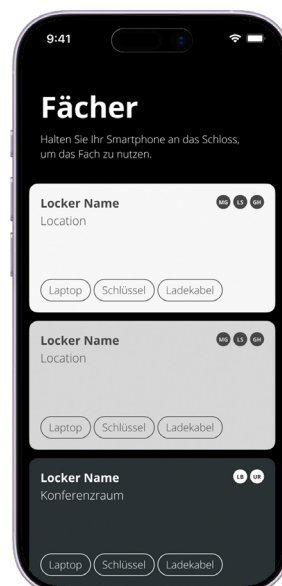 9:41
Fächer
Halten Sie Ihr Smartphone an das Schloss,
um das Fach zu nutzen.
Locker Name
MG LS GH
Location
Laptop Schlüssel Ladekabel
Locker Name
MG LS GH
Location
Laptop Schlüssel Ladekabel
Locker Name
LB UR
Konferenzraum
Laptop Schlüssel Ladekabel